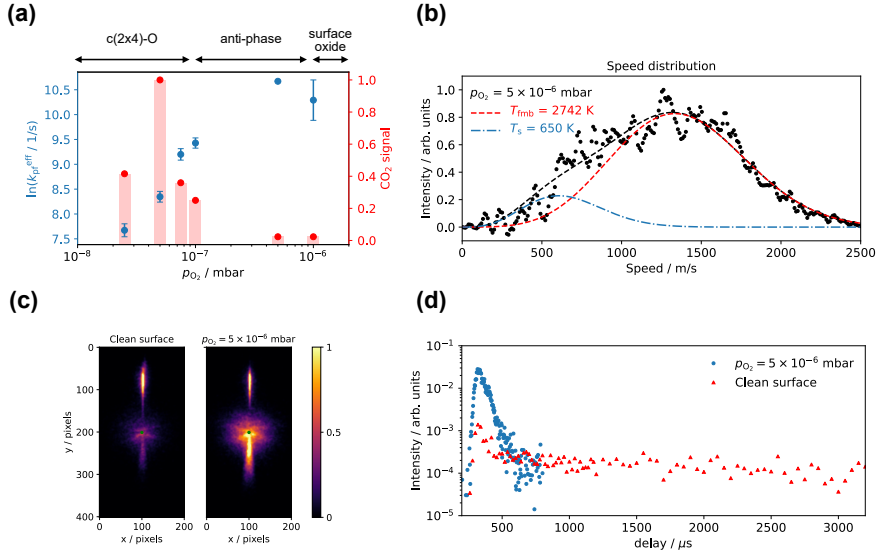 (a)
c(2x4)-O
anti-phase
surface
oxide
ln(k_pf^eff / 1/s)
10.5
10.0
9.5
9.0
8.5
8.0
7.5
1.0
0.8
0.6
0.4
0.2
0.0
CO₂ signal
10⁻⁸
10⁻⁷
10⁻⁶
p_O₂ / mbar
(b)
Speed distribution
p_O₂ = 5 × 10⁻⁶ mbar
T_fmb = 2742 K
T_s = 650 K
Intensity / arb. units
1.0
0.8
0.6
0.4
0.2
0.0
0
500
1000
1500
2000
2500
Speed / m/s
(c)
Clean surface
p_O₂ = 5 × 10⁻⁶ mbar
y / pixels
0
100
200
300
400
0
100
200
x / pixels
0
100
200
x / pixels
1
0.5
0
(d)
p_O₂ = 5 × 10⁻⁶ mbar
Clean surface
Intensity / arb. units
10⁻¹
10⁻²
10⁻³
10⁻⁴
10⁻⁵
500
1000
1500
2000
2500
3000
delay / μs